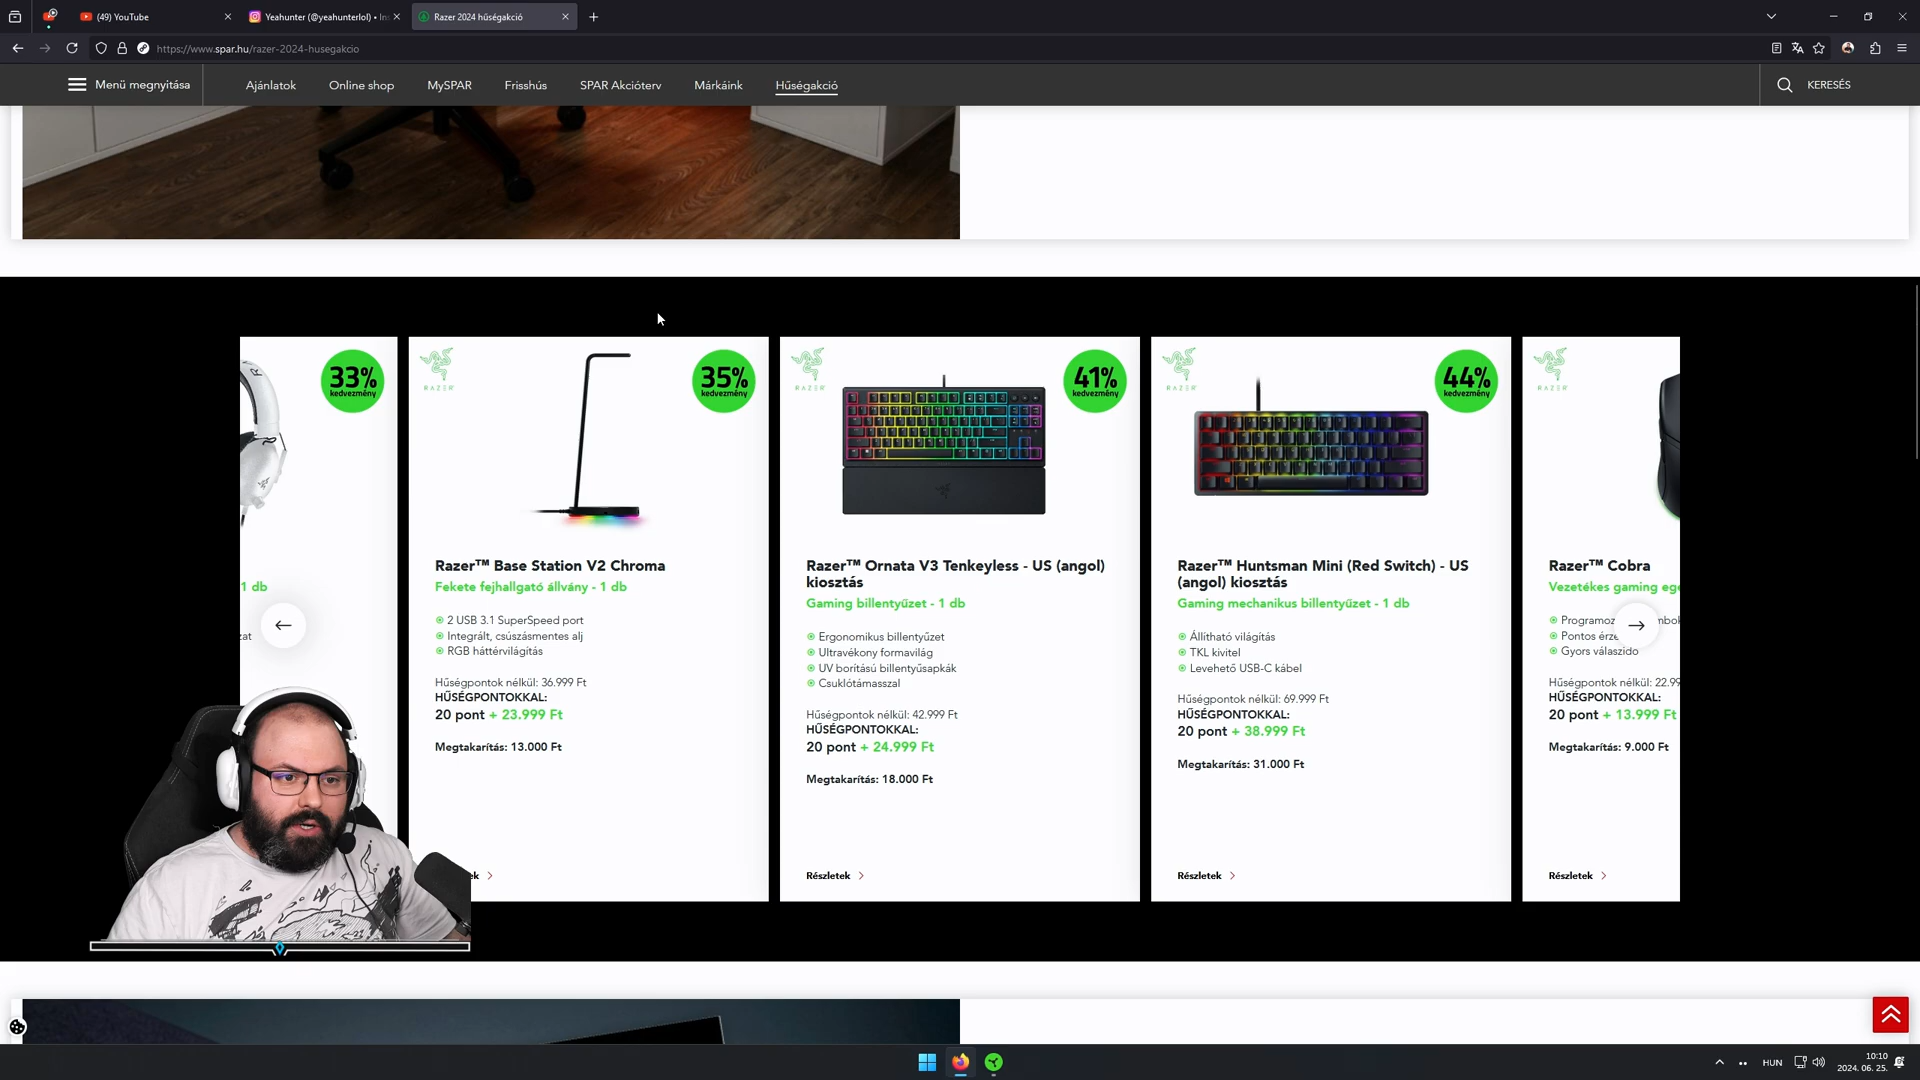 (49) YouTube
Yeahunter (@yeahunterlol) • Ins
Razer 2024 hűségakció
https://www.spar.hu/razer-2024-husegakcio
Menü megnyitása
Ajánlatok
Online shop
MySPAR
Frisshús
SPAR Akcióterv
Márkáink
Hűségakció
KERESÉS
33%
kedvezmény
1 db
zat
RAZER
35%
kedvezmény
Razer™ Base Station V2 Chroma
Fekete fejhallgató állvány - 1 db
2 USB 3.1 SuperSpeed port
Integrált, csúszásmentes alj
RGB háttérvilágítás
Hűségpontok nélkül: 36.999 Ft
HŰSÉGPONTOKKAL:
20 pont + 23.999 Ft
Megtakarítás: 13.000 Ft
ek
RAZER
41%
kedvezmény
Razer™ Ornata V3 Tenkeyless - US (angol)
kiosztás
Gaming billentyűzet - 1 db
Ergonomikus billentyűzet
Ultravékony formavilág
UV borítású billentyűsapkák
Csuklótámasszal
Hűségpontok nélkül: 42.999 Ft
HŰSÉGPONTOKKAL:
20 pont + 24.999 Ft
Megtakarítás: 18.000 Ft
Részletek
RAZER
44%
kedvezmény
Razer™ Huntsman Mini (Red Switch) - US
(angol) kiosztás
Gaming mechanikus billentyűzet - 1 db
Állítható világítás
TKL kivitel
Levehető USB-C kábel
Hűségpontok nélkül: 69.999 Ft
HŰSÉGPONTOKKAL:
20 pont + 38.999 Ft
Megtakarítás: 31.000 Ft
Részletek
RAZER
Razer™ Cobra
Vezetékes gaming ege
Programoz mbok
Pontos érz
Gyors válaszidő
Hűségpontok nélkül: 22.99
HŰSÉGPONTOKKAL:
20 pont + 13.999 Ft
Megtakarítás: 9.000 Ft
Részletek
HUN
10:10
2024. 06. 25.